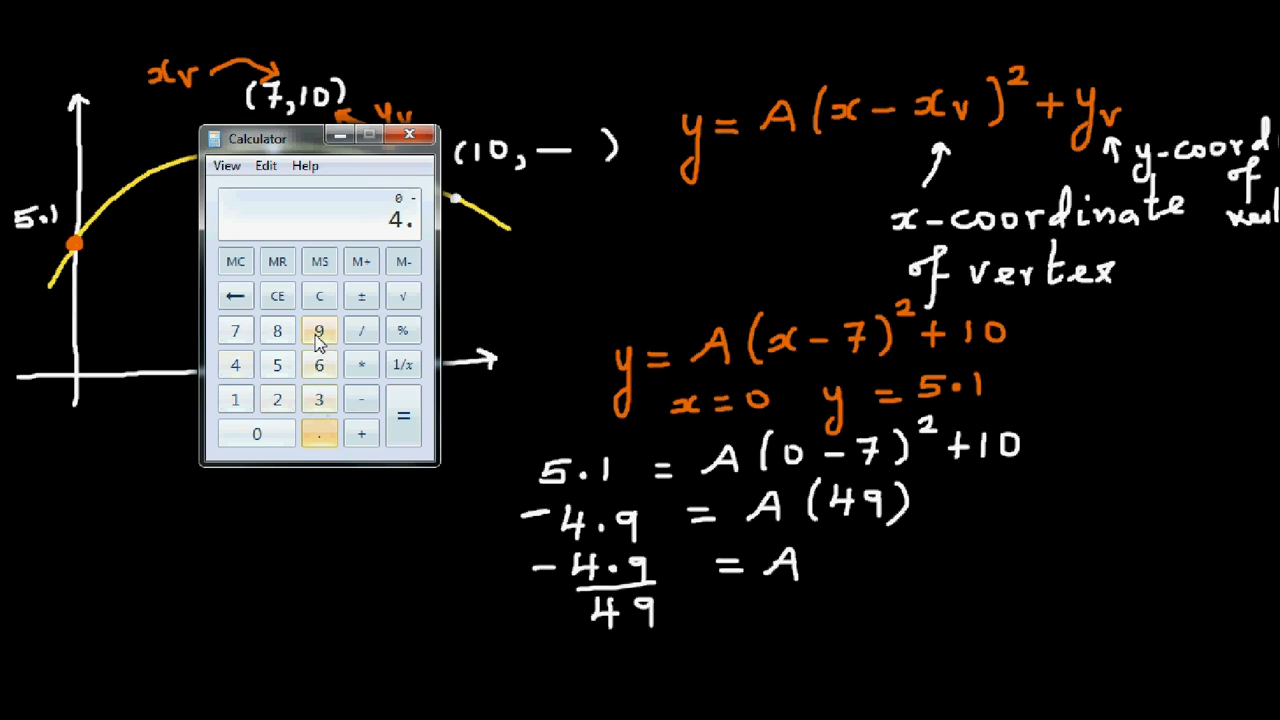 xv
(7,10)
yv
(10, — )
5.1
Calculator
View Edit Help
0 -
4.
MC MR MS M+ M-
← CE C ± √
7 8 9 / %
4 5 6 * 1/x
1 2 3 - =
0 . +
y = A(x - xv)² + yv
x-coordinate
of vertex
y-coord
of
y = A(x - 7)² + 10
x = 0 y = 5.1
5.1 = A(0 - 7)² + 10
-4.9 = A(49)
-4.9 = A
49